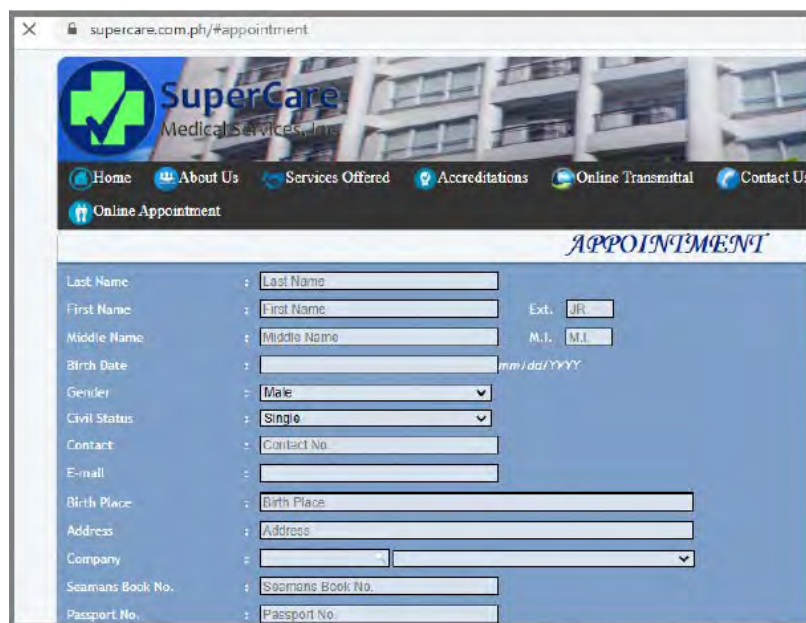 supercare.com.ph/#appointment
SuperCare
Medical Services, Inc
Home About Us Services Offered Accreditations Online Transmittal Contact Us
Online Appointment
APPOINTMENT
Last Name : Last Name
First Name : First Name Ext. JR
Middle Name : Middle Name M.I. M.I.
Birth Date : mm/dd/YYYY
Gender : Male
Civil Status : Single
Contact : Contact No.
E-mail :
Birth Place : Birth Place
Address : Address
Company :
Seamans Book No. : Seamans Book No.
Passport No. : Passport No.